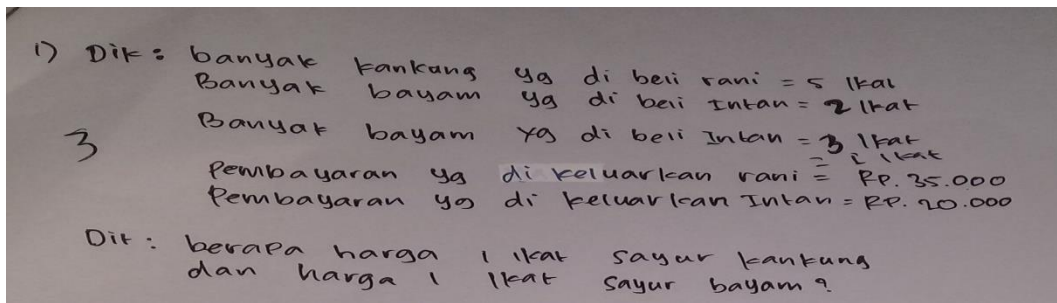 1) Dik : banyak kankung yg di beli rani = 5 Ikat
Banyak bayam yg di beli Intan = 2 Ikat
3
Banyak bayam yg di beli Intan = 3 Ikat
= 1 Ikat
Pembayaran yg di keluarkan rani = RP. 35.000
Pembayaran yg di keluarkan Intan = RP. 20.000
Dit : berapa harga 1 ikat sayur kankung
dan harga 1 Ikat sayur bayam?